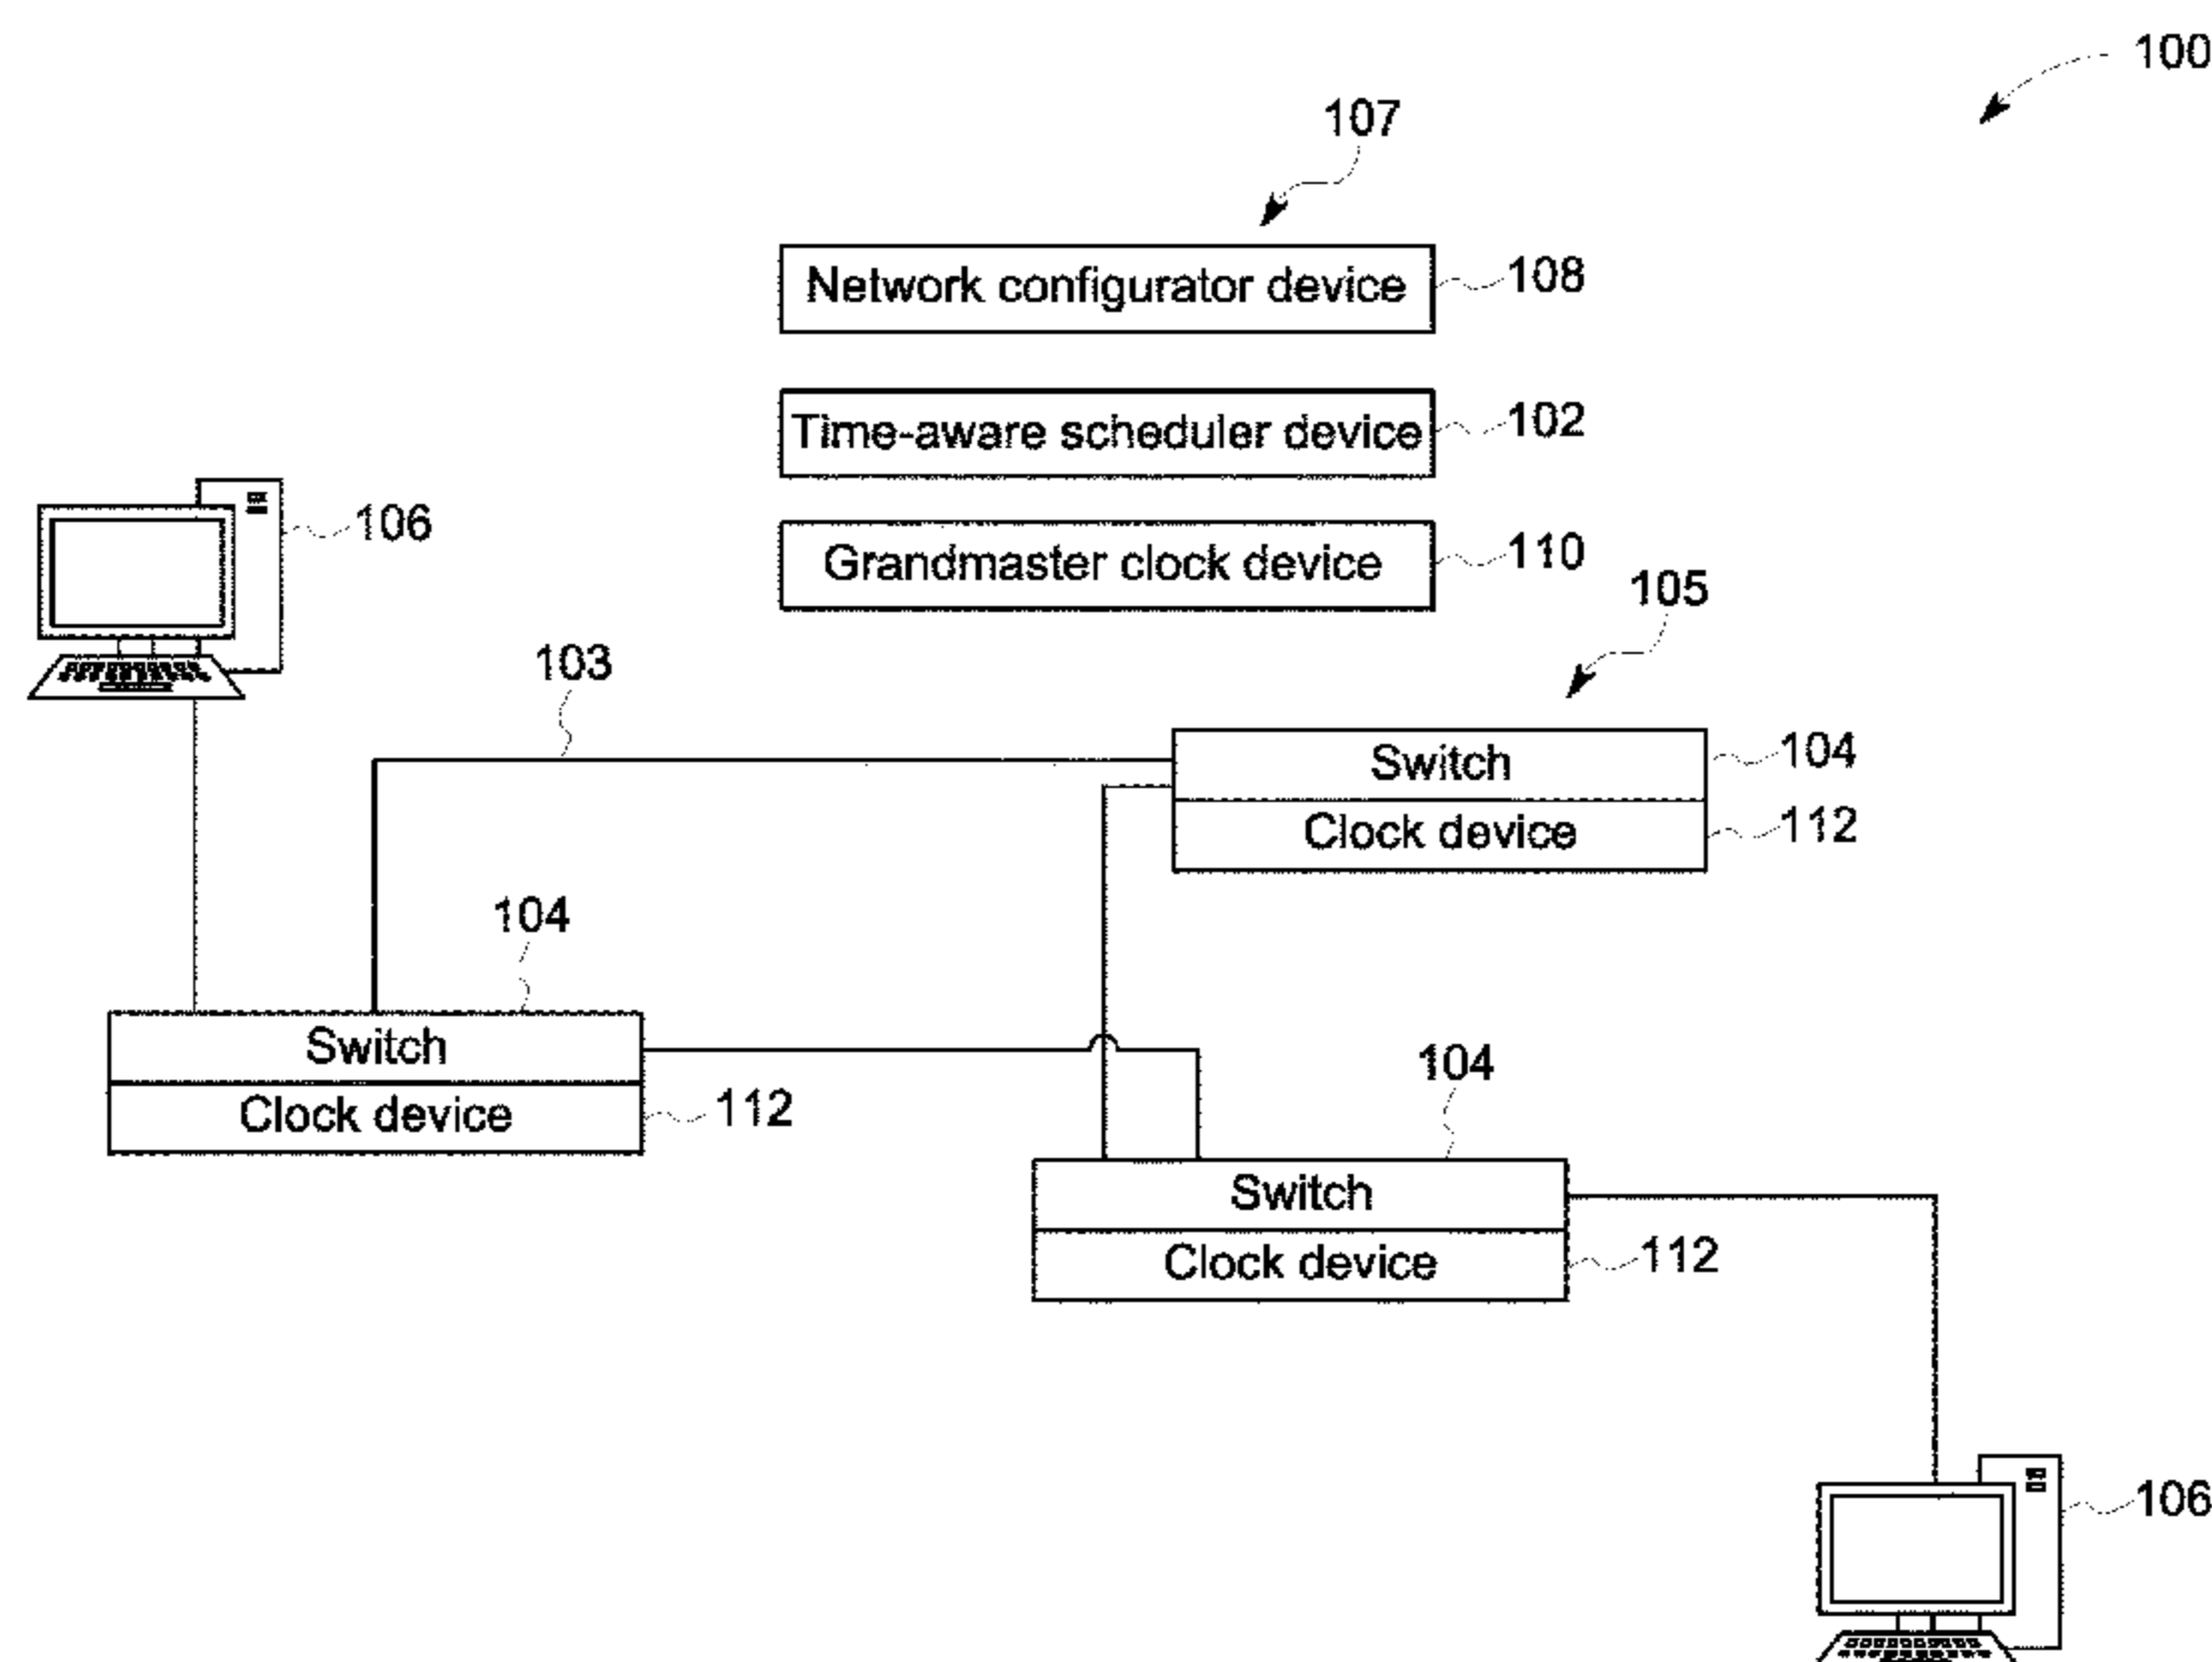 100
107
Network configurator device
108
Time-aware scheduler device
102
106
Grandmaster clock device
110
105
103
Switch
104
Clock device
112
104
Switch
Clock device
112
104
Switch
Clock device
112
106